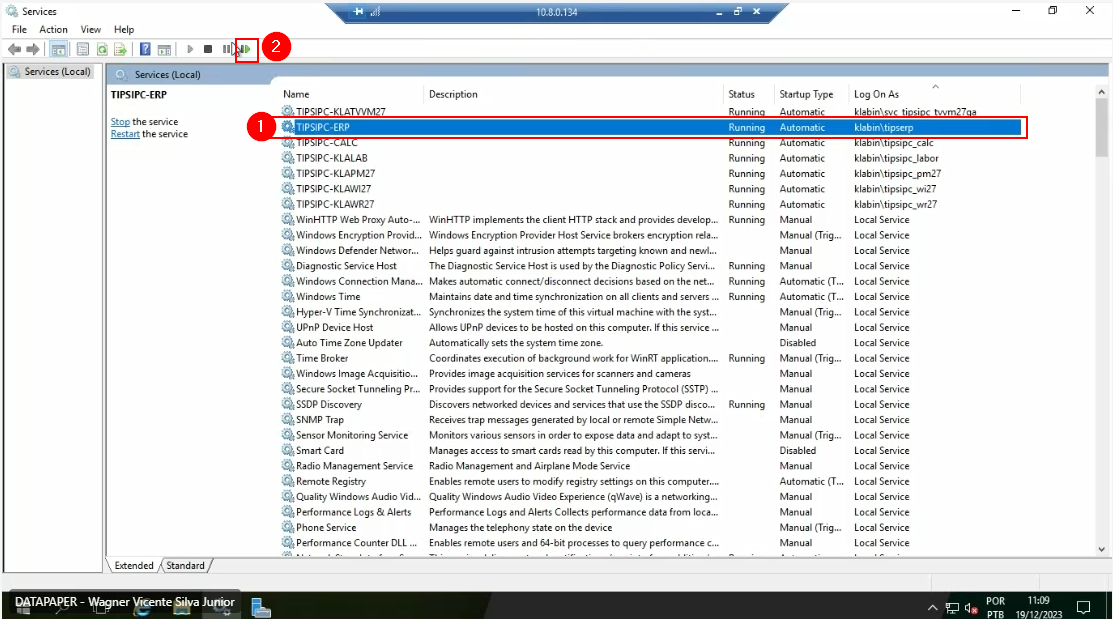 Services
10.8.0.134
File Action View Help
2
Services (Local)
Services (Local)
TIPSIPC-ERP
Stop the service
Restart the service
Name Description Status Startup Type Log On As
TIPSIPC-KLATVVM27 Running Automatic klabin\svc_tipsipc_tvvm27ga
1
TIPSIPC-ERP Running Automatic klabin\tipserp
TIPSIPC-CALC Running Automatic klabin\tipsipc_calc
TIPSIPC-KLALAB Running Automatic klabin\tipsipc_labor
TIPSIPC-KLAPM27 Running Automatic klabin\tipsipc_pm27
TIPSIPC-KLAWI27 Running Automatic klabin\tipsipc_wi27
TIPSIPC-KLAWR27 Running Automatic klabin\tipsipc_wr27
WinHTTP Web Proxy Auto-... WinHTTP implements the client HTTP stack and provides develop... Running Manual Local Service
Windows Encryption Provid... Windows Encryption Provider Host Service brokers encryption rela... Manual (Trig... Local Service
Windows Defender Networ... Helps guard against intrusion attempts targeting known and newl... Manual Local Service
Diagnostic Service Host The Diagnostic Service Host is used by the Diagnostic Policy Servi... Running Manual Local Service
Windows Connection Mana... Makes automatic connect/disconnect decisions based on the net... Running Automatic (T... Local Service
Windows Time Maintains date and time synchronization on all clients and servers ... Running Automatic (T... Local Service
Hyper-V Time Synchronizat... Synchronizes the system time of this virtual machine with the syst... Manual (Trig... Local Service
UPnP Device Host Allows UPnP devices to be hosted on this computer. If this service ... Manual Local Service
Auto Time Zone Updater Automatically sets the system time zone. Disabled Local Service
Time Broker Coordinates execution of background work for WinRT application.... Running Manual (Trig... Local Service
Windows Image Acquisitio... Provides image acquisition services for scanners and cameras Manual Local Service
Secure Socket Tunneling Pr... Provides support for the Secure Socket Tunneling Protocol (SSTP) ... Manual Local Service
SSDP Discovery Discovers networked devices and services that use the SSDP disco... Running Manual Local Service
SNMP Trap Receives trap messages generated by local or remote Simple Netw... Manual Local Service
Sensor Monitoring Service Monitors various sensors in order to expose data and adapt to syst... Manual (Trig... Local Service
Smart Card Manages access to smart cards read by this computer. If this servi... Disabled Local Service
Radio Management Service Radio Management and Airplane Mode Service Manual Local Service
Remote Registry Enables remote users to modify registry settings on this computer.... Automatic (T... Local Service
Quality Windows Audio Vid... Quality Windows Audio Video Experience (qWave) is a networking... Manual Local Service
Performance Logs & Alerts Performance Logs and Alerts Collects performance data from loca... Manual Local Service
Phone Service Manages the telephony state on the device Manual (Trig... Local Service
Performance Counter DLL ... Enables remote users and 64-bit processes to query performance c... Manual Local Service
Extended Standard
DATAPAPER - Wagner Vicente Silva Junior
POR 11:09
PTB 19/12/2023